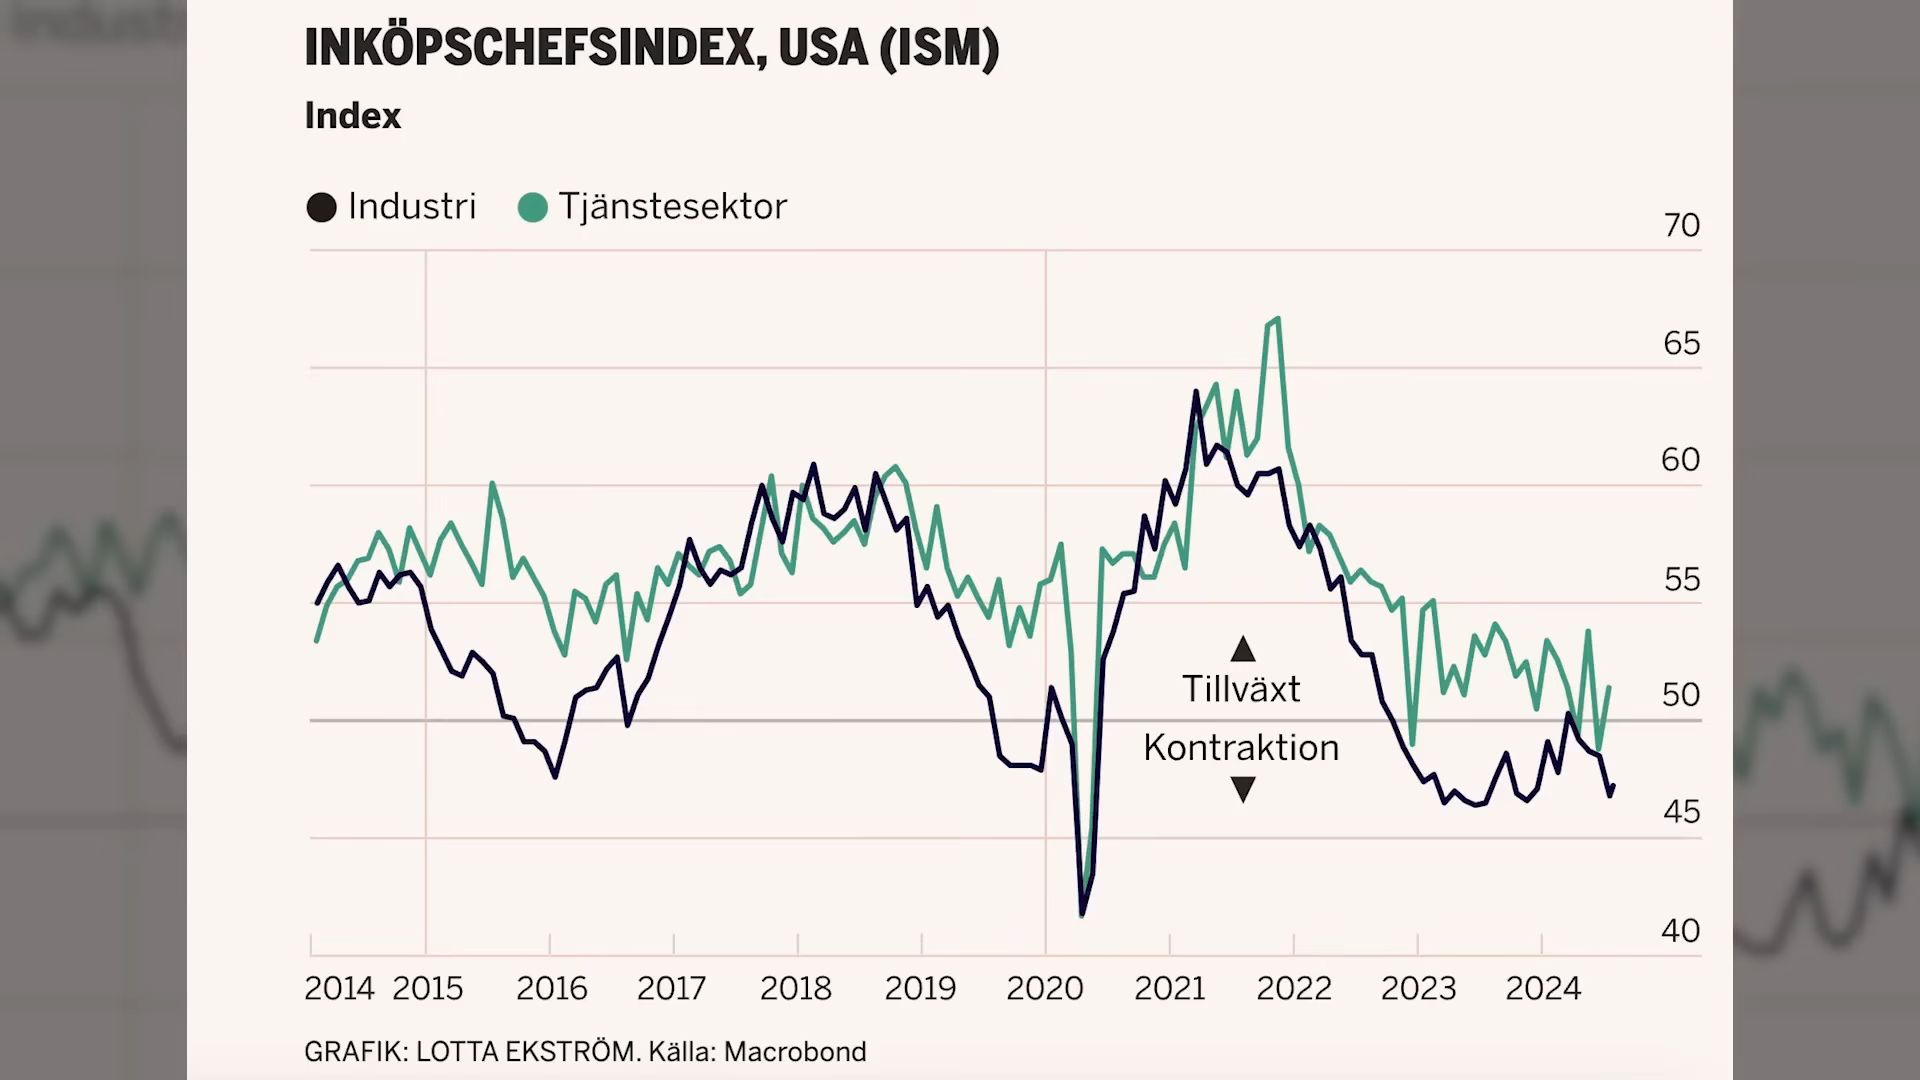 INKÖPSCHEFSINDEX, USA (ISM)
Index
Industri Tjänstesektor
70
65
60
55
50
45
40
Tillväxt
Kontraktion
2014 2015 2016 2017 2018 2019 2020 2021 2022 2023 2024
GRAFIK: LOTTA EKSTRÖM. Källa: Macrobond